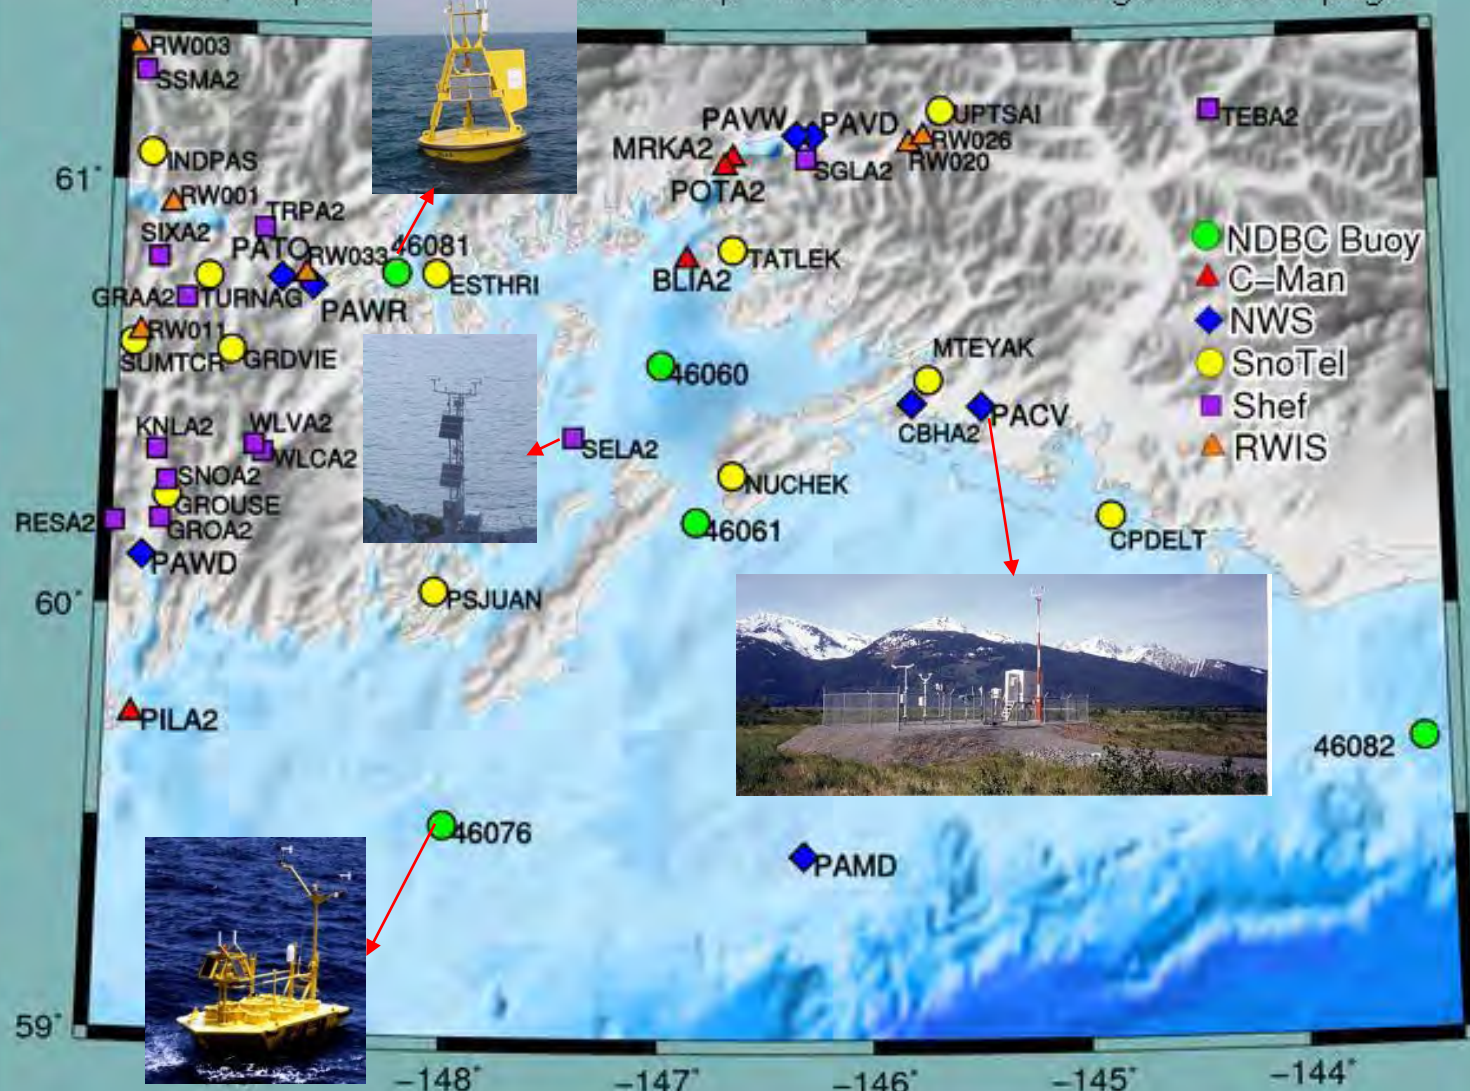 RW003
SSMA2
INDPAS
61°
RW001
TRPA2
SIXA2
PATO
RW033
46081
ESTHRI
GRAA2
TURNAG
PAWR
RW011
SUMTCR
GRDVIE
PAVW
PAVD
UPTSAI
TEBA2
MRKA2
RW026
SGLA2
RW020
POTA2
TATLEK
BLIA2
NDBC Buoy
C-Man
NWS
SnoTel
Shef
RWIS
46060
MTEYAK
CBHA2
PACV
KNLA2
WLVA2
WLCA2
SELA2
SNOA2
GROUSE
NUCHEK
RESA2
GROA2
46061
CPDELT
PAWD
60°
PSJUAN
PILA2
46082
46076
PAMD
59°
-148°
-147°
-146°
-145°
-144°